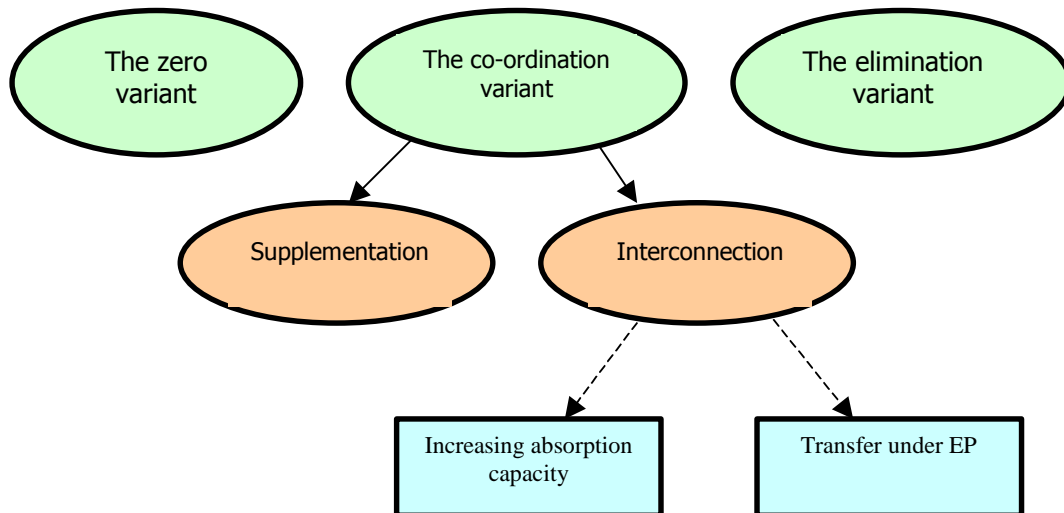 The zero
variant
The co-ordination
variant
The elimination
variant
Supplementation
Interconnection
Increasing absorption
capacity
Transfer under EP